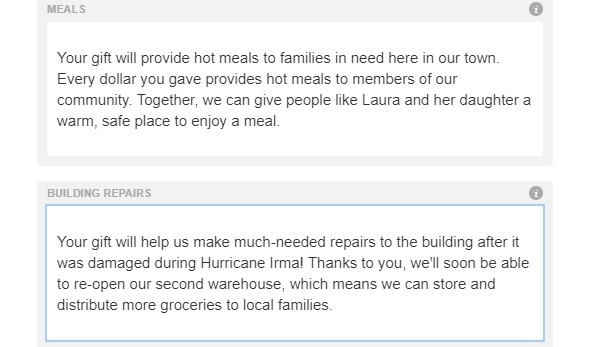 MEALS
Your gift will provide hot meals to families in need here in our town.
Every dollar you gave provides hot meals to members of our
community. Together, we can give people like Laura and her daughter a
warm, safe place to enjoy a meal.
BUILDING REPAIRS
Your gift will help us make much-needed repairs to the building after it
was damaged during Hurricane Irma! Thanks to you, we'll soon be able
to re-open our second warehouse, which means we can store and
distribute more groceries to local families.